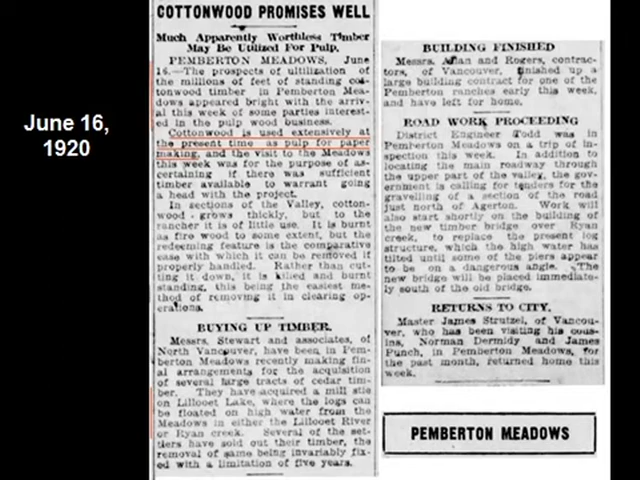 June 16,
1920
COTTONWOOD PROMISES WELL
Much Apparently Worthless Timber
May Be Utilized For Pulp.
PEMBERTON MEADOWS, June
16.—The prospects of ultilization of
the millions of feet of standing cot-
tonwood timber in Pemberton Mea-
dows appeared bright with the arriv-
al this week of some parties interest-
ed in the pulp wood business.
Cottonwood is used extensively at
the present time as pulp for paper
making, and the visit to the Meadows
this week was for the purpose of as-
certaining if there was sufficient
timber available to warrant going
a head with the project.
In sections of the Valley, cotton-
wood grows thickly, but to the
rancher it is of little use. It is burnt
as fire wood to some extent, but the
redeeming feature is the comparative
ease with which it can be removed if
properly handled. Rather than cut-
ting it down, it is killed and burnt
standing, this being the easiest me-
thod of removing it in clearing op-
erations.
BUYING UP TIMBER.
Messrs. Stewart and associates, of
North Vancouver, have been in Pem-
berton Meadows recently making fin-
al arrangements for the acquisition
of several large tracts of cedar tim-
ber. They have acquired a mill site
on Lillooet Lake, where the logs can
be floated on high water from the
Meadows in either the Lillooet River
or Ryan creek. Several of the set-
tlers have sold out their timber, the
removal of same being invariably fix-
ed with a limitation of five years.
BUILDING FINISHED
Messrs. and Rogers, contrac-
tors, of Vancouver, finished up a
large building contract for one of the
Pemberton ranches early this week,
and have left for home.
ROAD WORK PROCEEDING
District Engineer Todd was in
Pemberton Meadows on a trip of in-
spection this week. In addition to
locating the main roadway through
the upper part of the valley, the gov-
ernment is calling for tenders for the
gravelling of a section of the road
just north of Agerton. Work will
also start shortly on the building of
the new timber bridge over Ryan
creek, to replace the present log
structure, which the high water has
tilted until some of the piers appear
to be on a dangerous angle. The
new bridge will be placed immediate-
ly south of the old bridge.
RETURNS TO CITY.
Master James Strutzel, of Vancou-
ver, who has been visiting his cous-
ins, Norman Dermidy and James
Punch, in Pemberton Meadows, for
the past month, returned home this
week.
PEMBERTON MEADOWS